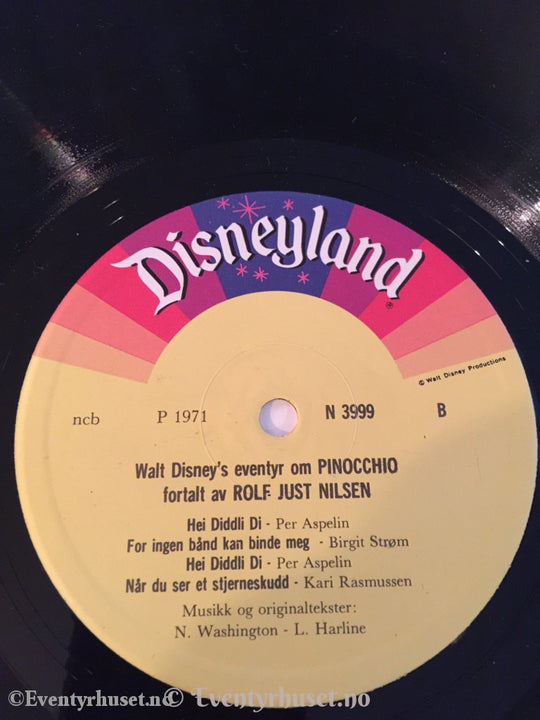 Disneyland
®
© Walt Disney Productions
ncb P 1971 N 3999 B
Walt Disney's eventyr om PINOCCHIO
fortalt av ROLF JUST NILSEN
Hei Diddli Di - Per Aspelin
For ingen bånd kan binde meg - Birgit Strøm
Hei Diddli Di - Per Aspelin
Når du ser et stjerneskudd - Kari Rasmussen
Musikk og originaltekster:
N. Washington - L. Harline
©Eventyrhuset.no © Eventyrhuset.no